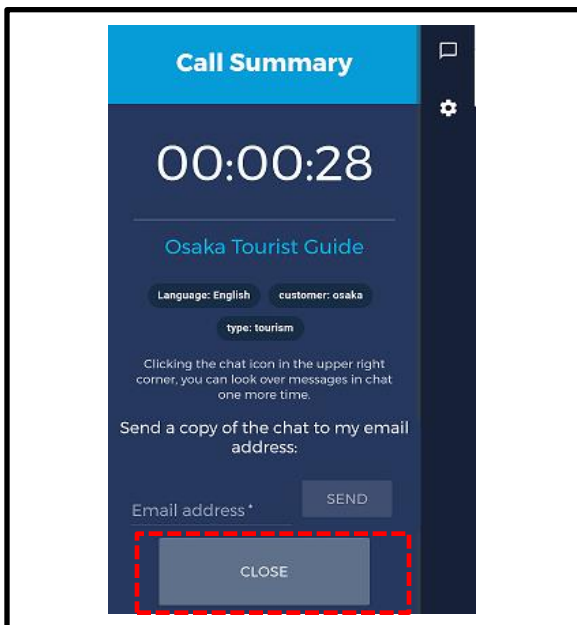 Call Summary
00:00:28
Osaka Tourist Guide
Language: English customer: osaka
type: tourism
Clicking the chat icon in the upper right
corner, you can look over messages in chat
one more time.
Send a copy of the chat to my email
address:
Email address * SEND
CLOSE